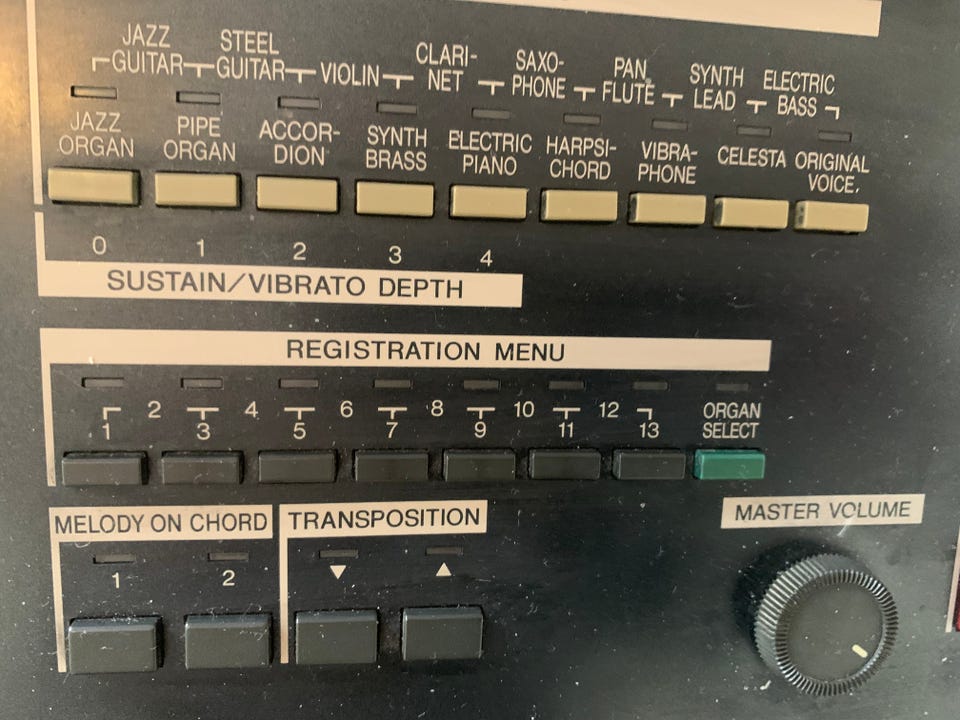 JAZZ GUITAR STEEL GUITAR VIOLIN CLARI-NET SAXO-PHONE PAN FLUTE SYNTH LEAD ELECTRIC BASS
JAZZ ORGAN PIPE ORGAN ACCOR-DION SYNTH BRASS ELECTRIC PIANO HARPSI-CHORD VIBRA-PHONE CELESTA ORIGINAL VOICE
0 1 2 3 4
SUSTAIN/VIBRATO DEPTH
REGISTRATION MENU
2 4 6 8 10 12
1 3 5 7 9 11 13 ORGAN SELECT
MELODY ON CHORD TRANSPOSITION MASTER VOLUME
1 2 ▼ ▲